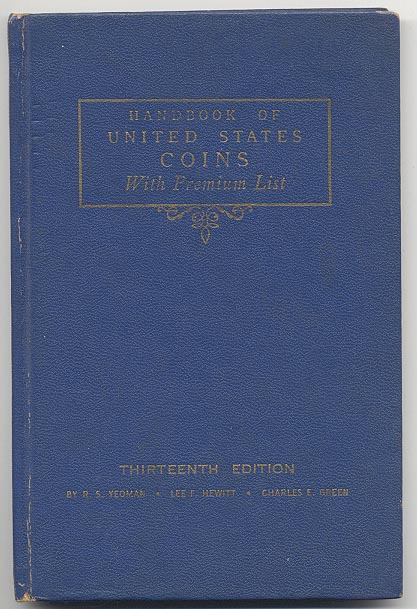 HANDBOOK OF
UNITED STATES
COINS
With Premium List
THIRTEENTH EDITION
BY R. S. YEOMAN • LEE F. HEWITT • CHARLES E. GREEN